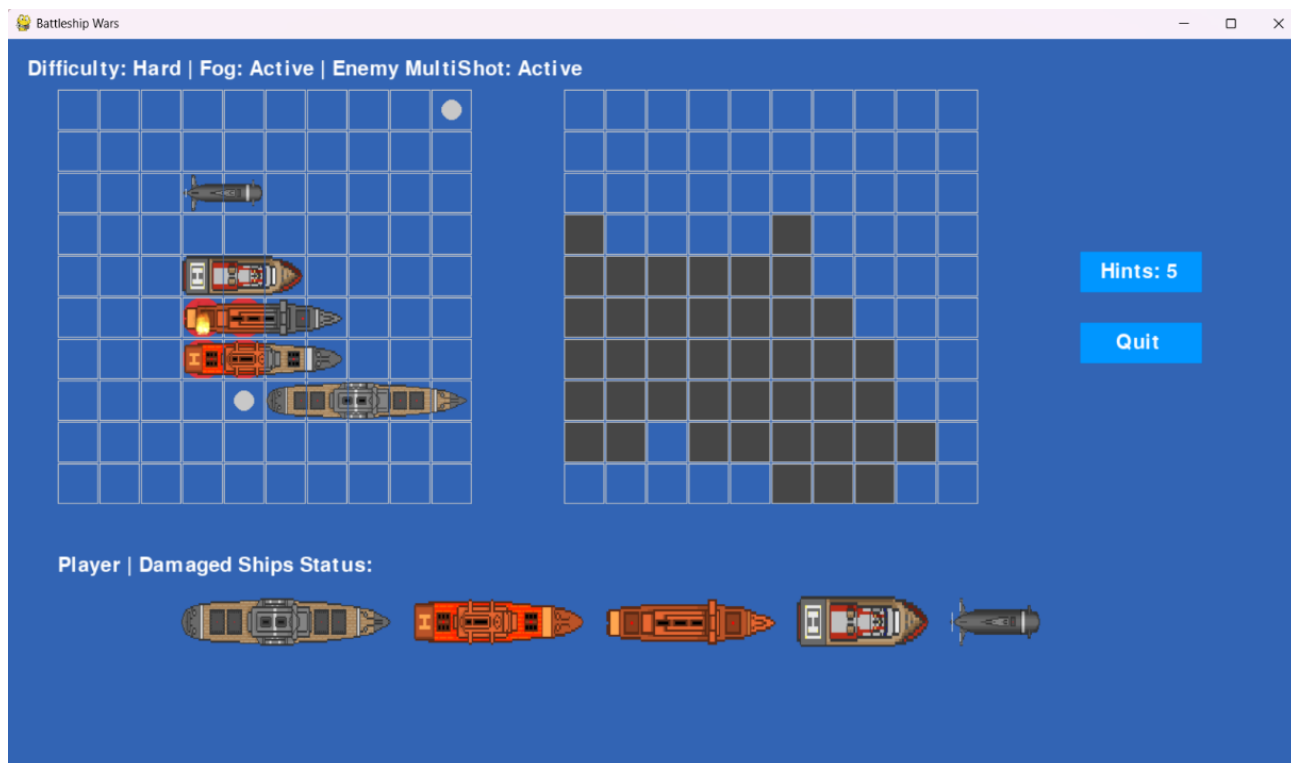 Battleship Wars
Difficulty: Hard | Fog: Active | Enemy MultiShot: Active
Hints: 5
Quit
Player | Damaged Ships Status: